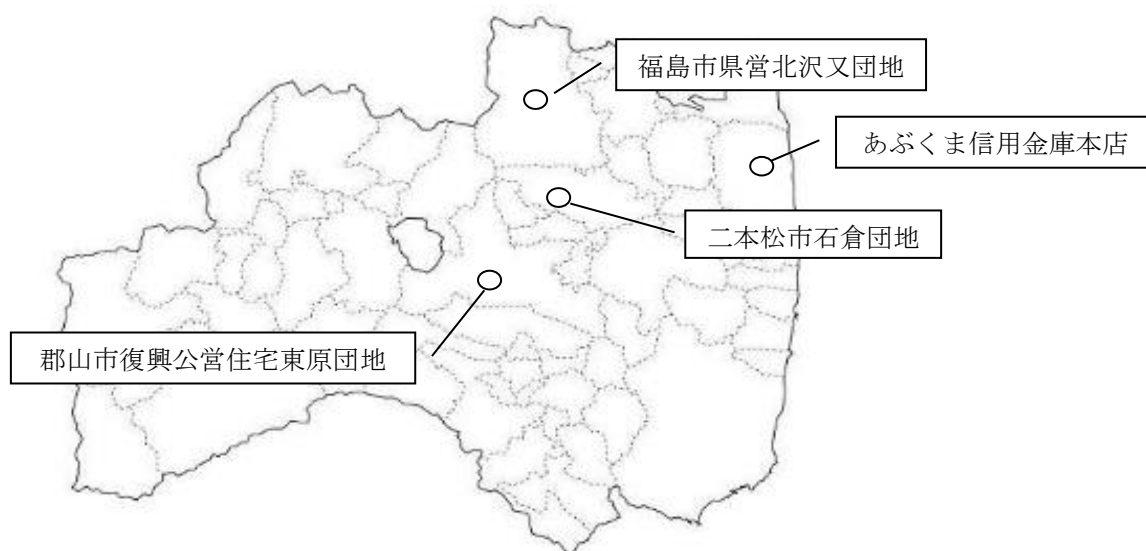 福島市県営北沢又団地
あぶくま信用金庫本店
二本松市石倉団地
郡山市復興公営住宅東原団地